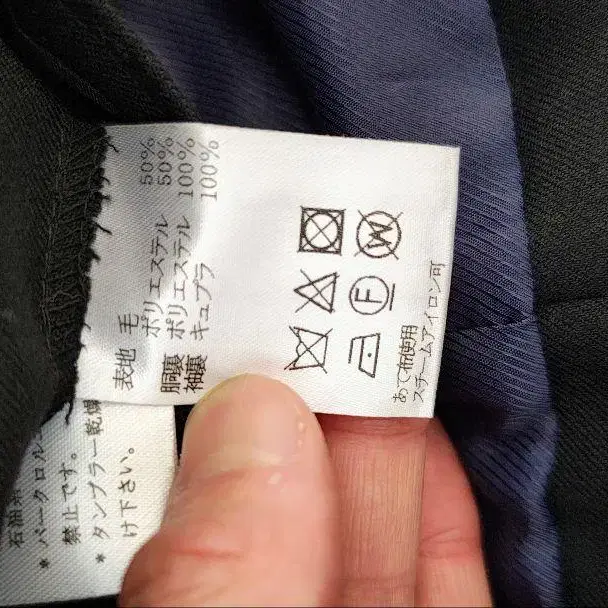 表地 毛 50%
ポリエステル 50%
胴裏 ポリエステル 100%
袖裏 キュプラ 100%
W
F
あて布使用
スチームアイロン可
石油系
* パークロル
禁止です。
* タンブラー乾燥
け下さい。